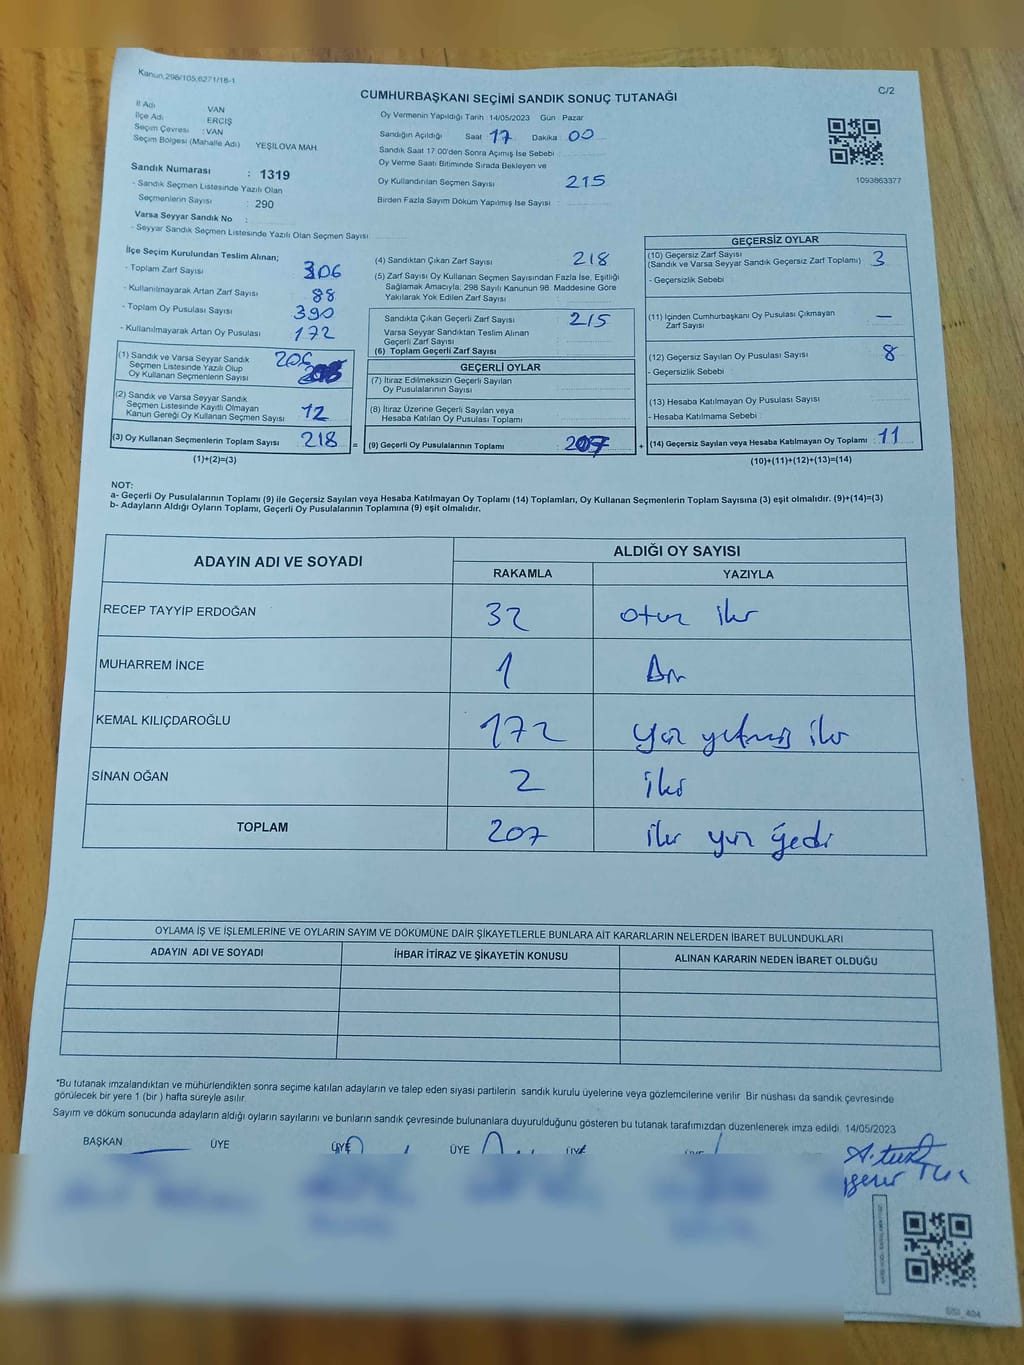 Kanun,298/105,6271/18-1
C/2
CUMHURBAŞKANI SEÇİMİ SANDIK SONUÇ TUTANAĞI
İl Adı VAN
İlçe Adı : ERCİŞ
Seçim Çevresi : VAN
Seçim Bölgesi (Mahalle Adı) YEŞİLOVA MAH.
Sandık Numarası : 1319
- Sandık Seçmen Listesinde Yazılı Olan
Seçmenlerin Sayısı : 290
Varsa Seyyar Sandık No :
- Seyyar Sandık Seçmen Listesinde Yazılı Olan Seçmen Sayısı
Oy Vermenin Yapıldığı Tarih 14/05/2023 Gün : Pazar
Sandığın Açıldığı Saat 17 Dakika 00
Sandık Saat 17:00'den Sonra Açımış İse Sebebi :
Oy Verme Saati Bitiminde Sırada Bekleyen ve
Oy Kullandırılan Seçmen Sayısı 215
Birden Fazla Sayım Döküm Yapılmış İse Sayısı :
1093863377
İlçe Seçim Kurulundan Teslim Alınan;
- Toplam Zarf Sayısı 306
- Kullanılmayarak Artan Zarf Sayısı 88
- Toplam Oy Pusulası Sayısı 390
- Kullanılmayarak Artan Oy Pusulası 172
(1) Sandık ve Varsa Seyyar Sandık
Seçmen Listesinde Yazılı Olup
Oy Kullanan Seçmenlerin Sayısı 206
(2) Sandık ve Varsa Seyyar Sandık
Seçmen Listesinde Kayıtlı Olmayan
Kanun Gereği Oy Kullanan Seçmen Sayısı 12
(3) Oy Kullanan Seçmenlerin Toplam Sayısı 218 =
(1)+(2)=(3)
(4) Sandıktan Çıkan Zarf Sayısı 218
(5) Zarf Sayısı Oy Kullanan Seçmen Sayısından Fazla İse, Eşitliği
Sağlamak Amacıyla, 298 Sayılı Kanunun 98. Maddesine Göre
Yakılarak Yok Edilen Zarf Sayısı :
Sandıkta Çıkan Geçerli Zarf Sayısı 215
Varsa Seyyar Sandıktan Teslim Alınan
Geçerli Zarf Sayısı :
(6) Toplam Geçerli Zarf Sayısı
GEÇERLİ OYLAR
(7) İtiraz Edilmeksizin Geçerli Sayılan
Oy Pusulalarının Sayısı
(8) İtiraz Üzerine Geçerli Sayılan veya
Hesaba Katılan Oy Pusulası Toplamı
(9) Geçerli Oy Pusulalarının Toplamı 207 +
GEÇERSİZ OYLAR
(10) Geçersiz Zarf Sayısı
(Sandık ve Varsa Seyyar Sandık Geçersiz Zarf Toplamı) 3
- Geçersizlik Sebebi
(11) İçinden Cumhurbaşkanı Oy Pusulası Çıkmayan
Zarf Sayısı —
(12) Geçersiz Sayılan Oy Pusulası Sayısı 8
- Geçersizlik Sebebi
(13) Hesaba Katılmayan Oy Pusulası Sayısı
- Hesaba Katılmama Sebebi
(14) Geçersiz Sayılan veya Hesaba Katılmayan Oy Toplamı : 11
(10)+(11)+(12)+(13)=(14)
NOT:
a- Geçerli Oy Pusulalarının Toplamı (9) ile Geçersiz Sayılan veya Hesaba Katılmayan Oy Toplamı (14) Toplamları, Oy Kullanan Seçmenlerin Toplam Sayısına (3) eşit olmalıdır. (9)+(14)=(3)
b- Adayların Aldığı Oyların Toplamı, Geçerli Oy Pusulalarının Toplamına (9) eşit olmalıdır.
ADAYIN ADI VE SOYADI
ALDIĞI OY SAYISI
RAKAMLA YAZIYLA
RECEP TAYYİP ERDOĞAN 32 otuz iki
MUHARREM İNCE 1 Bir
KEMAL KILIÇDAROĞLU 172 yüz yetmiş iki
SİNAN OĞAN 2 iki
TOPLAM 207 iki yüz yedi
OYLAMA İŞ VE İŞLEMLERİNE VE OYLARIN SAYIM VE DÖKÜMÜNE DAİR ŞİKAYETLERLE BUNLARA AİT KARARLARIN NELERDEN İBARET BULUNDUKLARI
ADAYIN ADI VE SOYADI İHBAR İTİRAZ VE ŞİKAYETİN KONUSU ALINAN KARARIN NEDEN İBARET OLDUĞU
*Bu tutanak imzalandıktan ve mühürlendikten sonra seçime katılan adayların ve talep eden siyasi partilerin sandık kurulu üyelerine veya gözlemcilerine verilir. Bir nüshası da sandık çevresinde
görülecek bir yere 1 (bir ) hafta süreyle asılır.
Sayım ve döküm sonucunda adayların aldığı oyların sayılarını ve bunların sandık çevresinde bulunanlara duyurulduğunu gösteren bu tutanak tarafımızdan düzenlenerek imza edildi. 14/05/2023
BAŞKAN ÜYE ÜYE ÜYE ÜYE